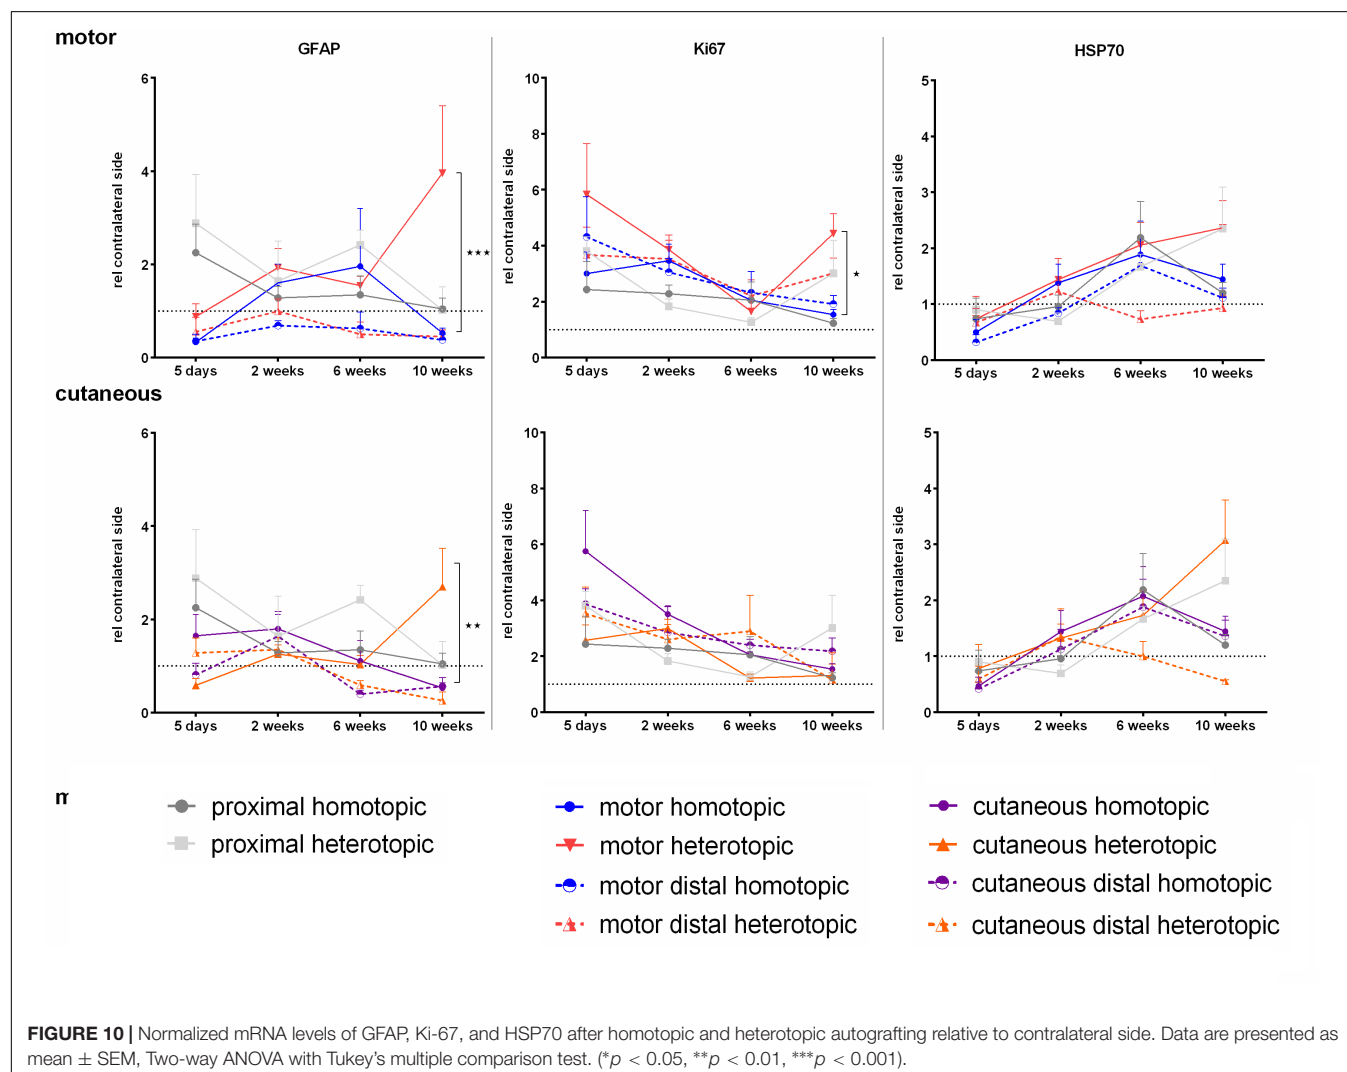 motor
GFAP
Ki67
HSP70
rel contralateral side
6
4
2
0
5 days
2 weeks
6 weeks
10 weeks
★★★
rel contralateral side
10
8
6
4
2
0
5 days
2 weeks
6 weeks
10 weeks
★
rel contralateral side
5
4
3
2
1
0
5 days
2 weeks
6 weeks
10 weeks
cutaneous
rel contralateral side
6
4
2
0
5 days
2 weeks
6 weeks
10 weeks
★★
rel contralateral side
10
8
6
4
2
0
5 days
2 weeks
6 weeks
10 weeks
rel contralateral side
5
4
3
2
1
0
5 days
2 weeks
6 weeks
10 weeks
proximal homotopic
proximal heterotopic
motor homotopic
motor heterotopic
motor distal homotopic
motor distal heterotopic
cutaneous homotopic
cutaneous heterotopic
cutaneous distal homotopic
cutaneous distal heterotopic
FIGURE 10 | Normalized mRNA levels of GFAP, Ki-67, and HSP70 after homotopic and heterotopic autografting relative to contralateral side. Data are presented as
mean ± SEM, Two-way ANOVA with Tukey's multiple comparison test. (*p < 0.05, **p < 0.01, ***p < 0.001).